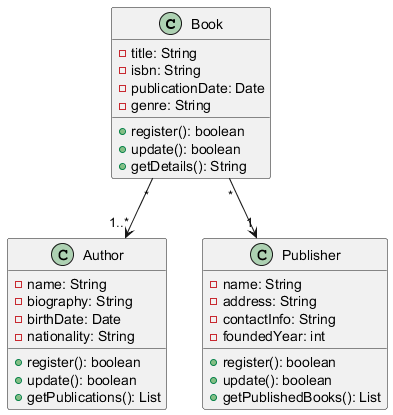 C Book
title: String
isbn: String
publicationDate: Date
genre: String
register(): boolean
update(): boolean
getDetails(): String
* *
1..* 1
C Author
name: String
biography: String
birthDate: Date
nationality: String
register(): boolean
update(): boolean
getPublications(): List
C Publisher
name: String
address: String
contactInfo: String
foundedYear: int
register(): boolean
update(): boolean
getPublishedBooks(): List